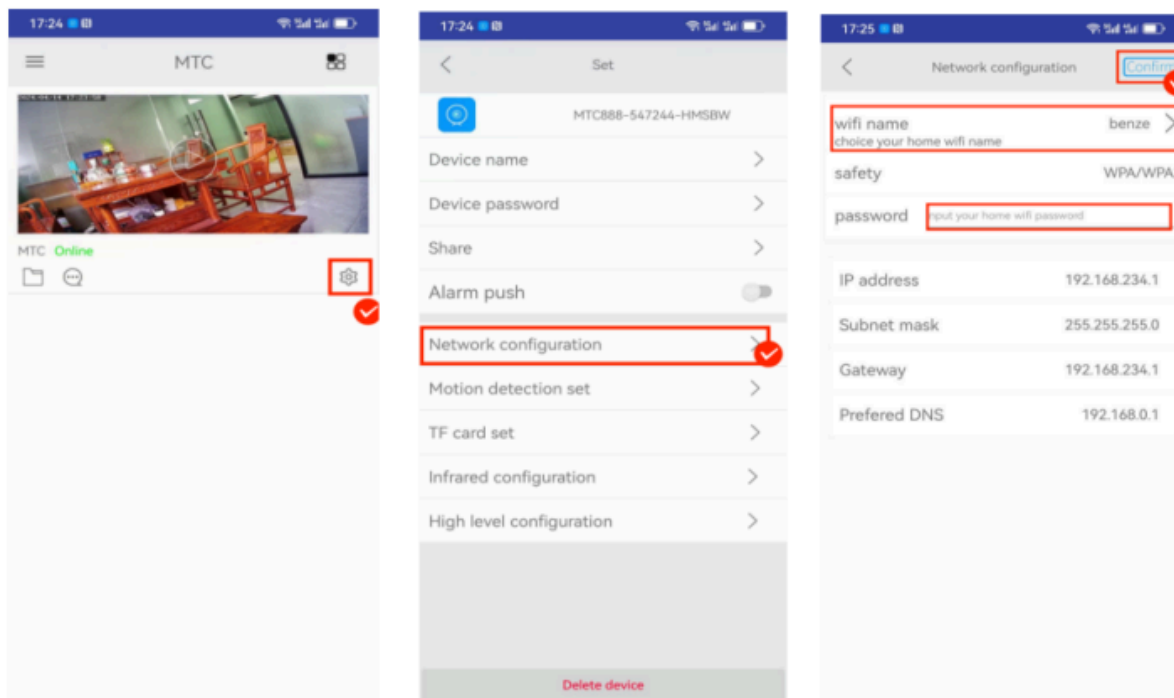 17:24
MTC
MTC Online
17:24
Set
MTC888-547244-HMSBW
Device name
Device password
Share
Alarm push
Network configuration
Motion detection set
TF card set
Infrared configuration
High level configuration
Delete device
17:25
Network configuration
Confirm
wifi name
benze
choice your home wifi name
safety
WPA/WPA
password
nput your home wifi password
IP address
192.168.234.1
Subnet mask
255.255.255.0
Gateway
192.168.234.1
Prefered DNS
192.168.0.1